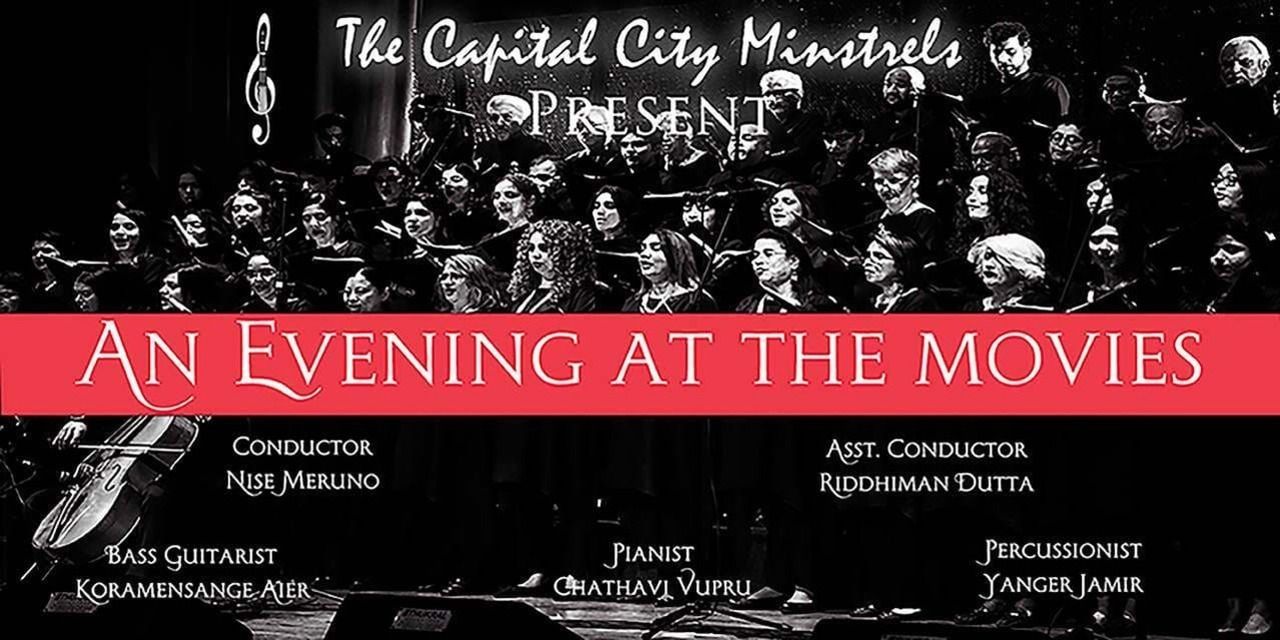 The Capital City Minstrels
PRESENT
AN EVENING AT THE MOVIES
CONDUCTOR
NISE MERUNO
ASST. CONDUCTOR
RIDDHIMAN DUTTA
BASS GUITARIST
KORAMENSANGE AIER
PIANIST
CHATHAVI VUPRU
PERCUSSIONIST
YANGER JAMIR